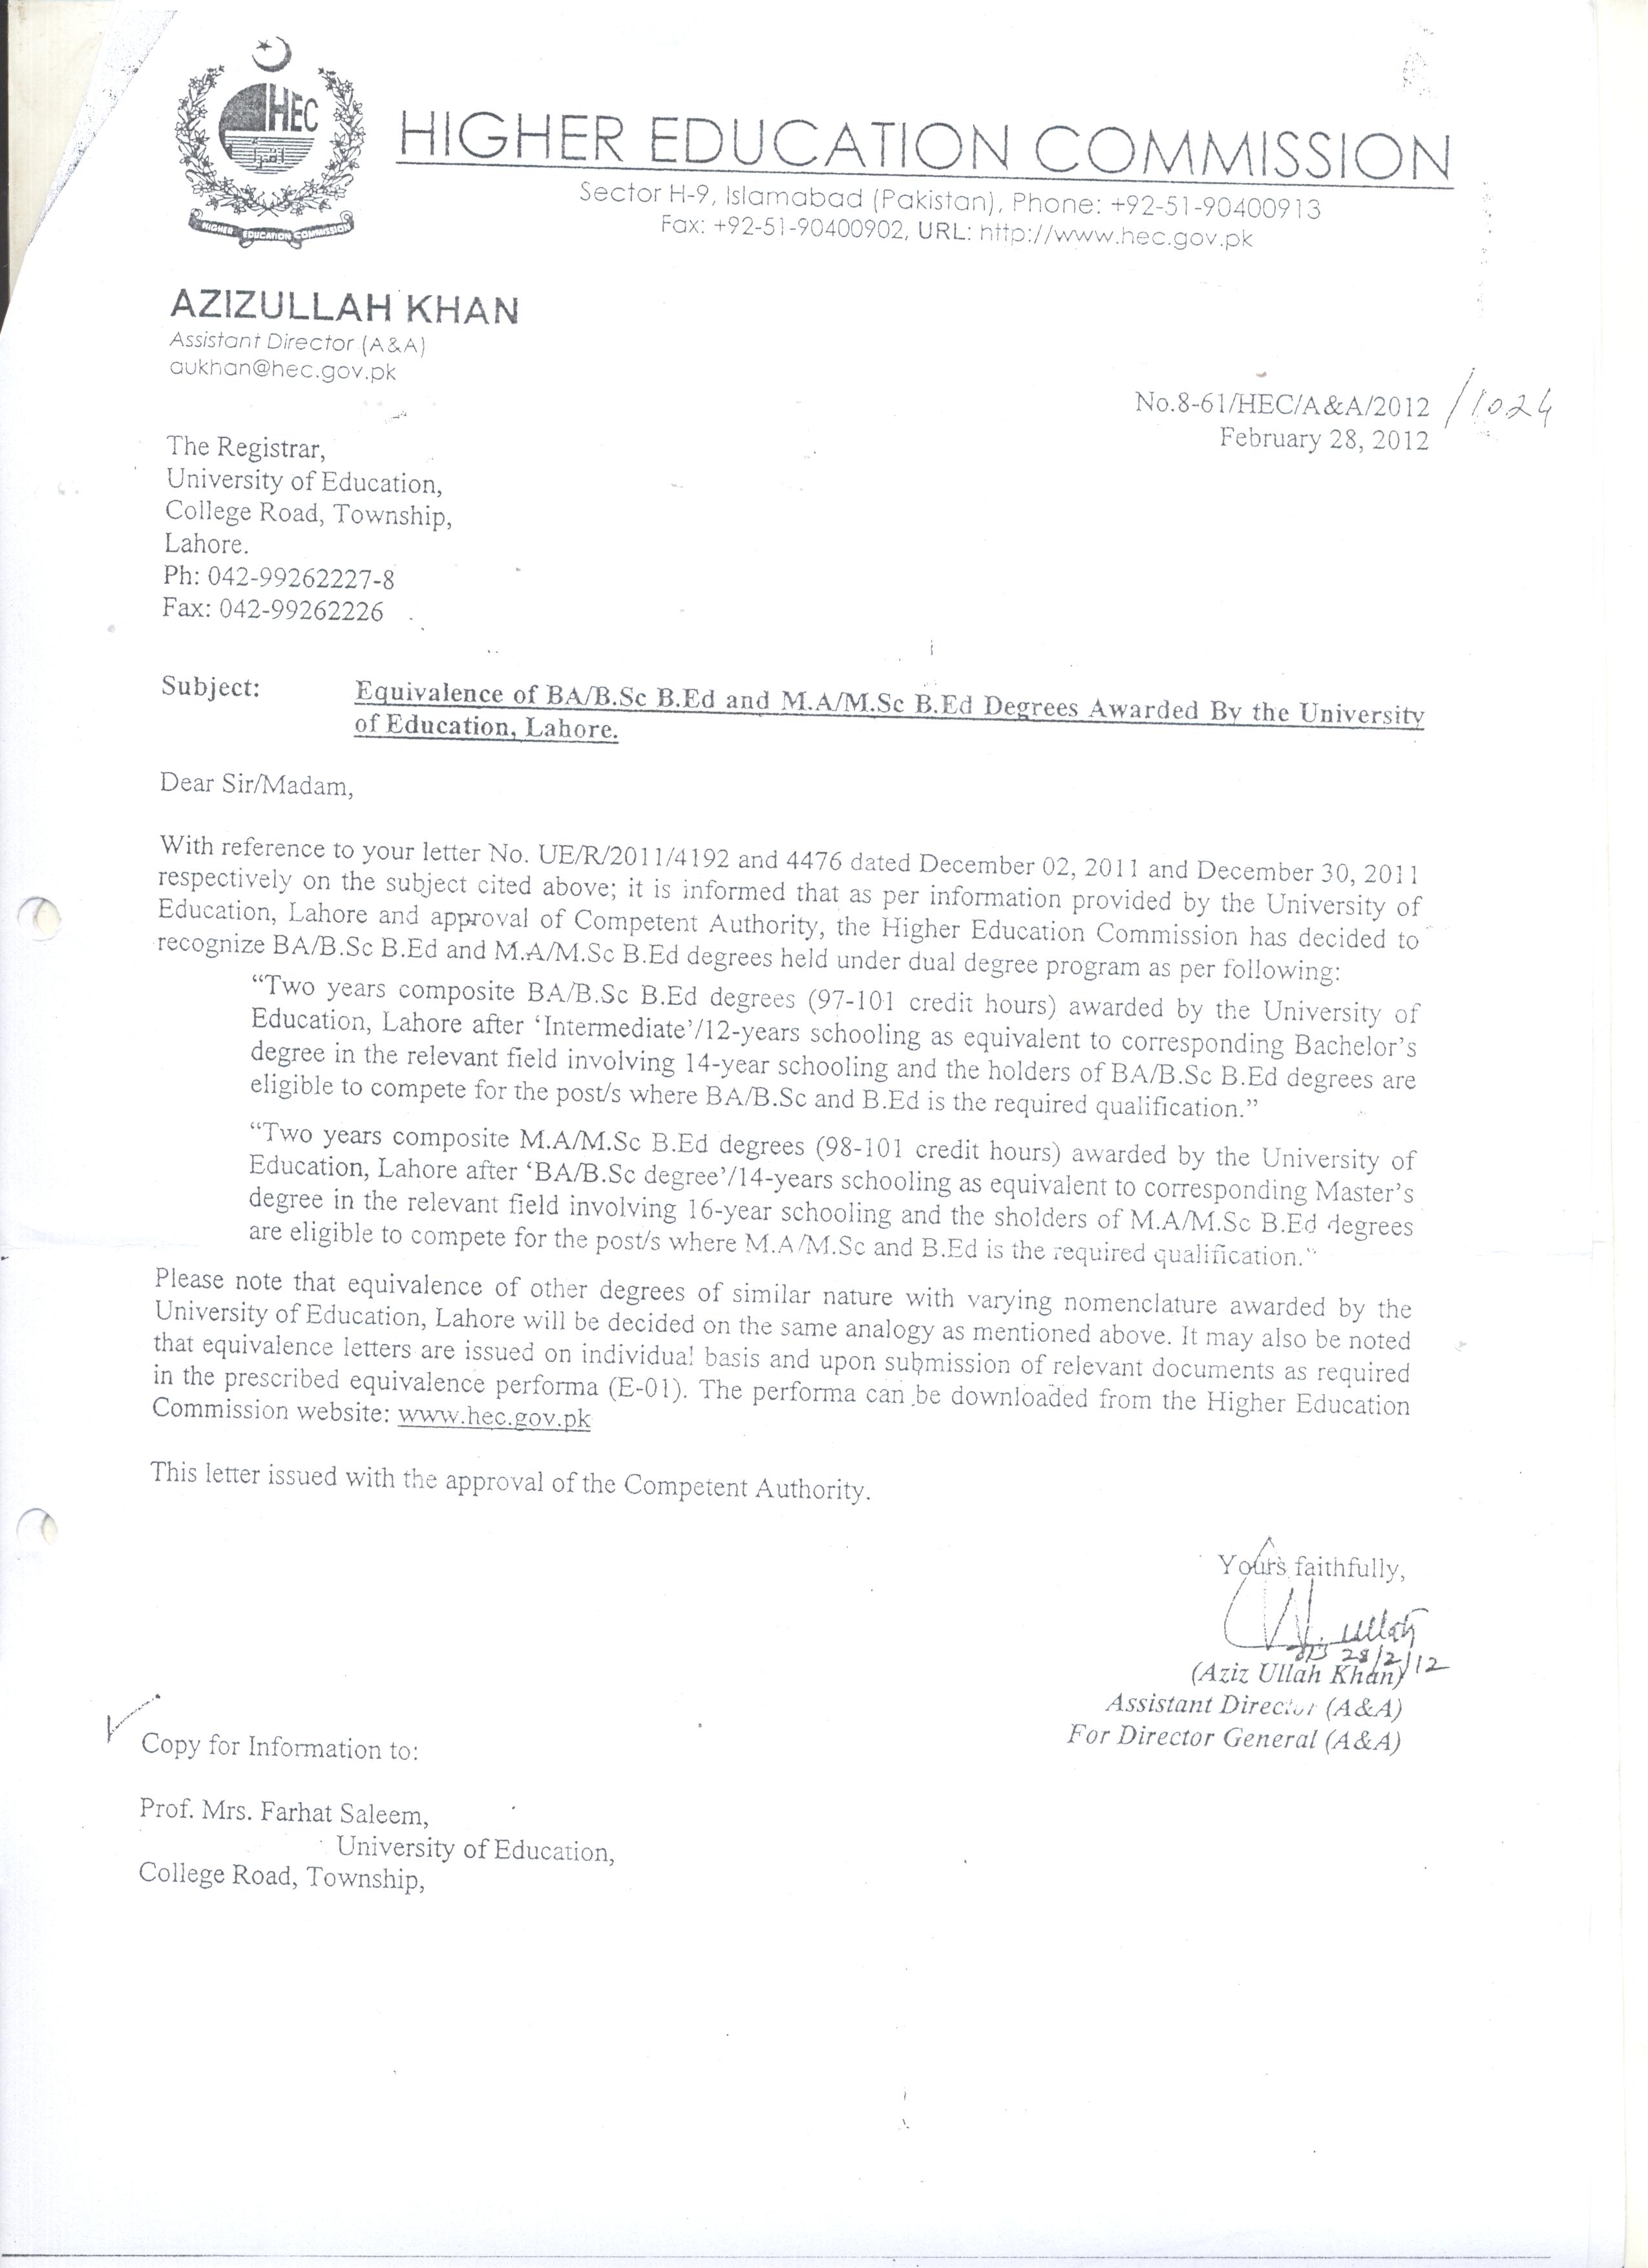 HEC
اقرأ
HIGHER EDUCATION COMMISSION
HIGHER EDUCATION COMMISSION
Sector H-9, Islamabad (Pakistan), Phone: +92-51-90400913
Fax: +92-51-90400902, URL: http://www.hec.gov.pk
AZIZULLAH KHAN
Assistant Director (A&A)
aukhan@hec.gov.pk
No.8-61/HEC/A&A/2012 /1024
February 28, 2012
The Registrar,
University of Education,
College Road, Township,
Lahore.
Ph: 042-99262227-8
Fax: 042-99262226
Subject: Equivalence of BA/B.Sc B.Ed and M.A/M.Sc B.Ed Degrees Awarded By the University
of Education, Lahore.
Dear Sir/Madam,
With reference to your letter No. UE/R/2011/4192 and 4476 dated December 02, 2011 and December 30, 2011
respectively on the subject cited above; it is informed that as per information provided by the University of
Education, Lahore and approval of Competent Authority, the Higher Education Commission has decided to
recognize BA/B.Sc B.Ed and M.A/M.Sc B.Ed degrees held under dual degree program as per following:
“Two years composite BA/B.Sc B.Ed degrees (97-101 credit hours) awarded by the University of
Education, Lahore after ‘Intermediate’/12-years schooling as equivalent to corresponding Bachelor’s
degree in the relevant field involving 14-year schooling and the holders of BA/B.Sc B.Ed degrees are
eligible to compete for the post/s where BA/B.Sc and B.Ed is the required qualification.”
“Two years composite M.A/M.Sc B.Ed degrees (98-101 credit hours) awarded by the University of
Education, Lahore after ‘BA/B.Sc degree’/14-years schooling as equivalent to corresponding Master’s
degree in the relevant field involving 16-year schooling and the sholders of M.A/M.Sc B.Ed degrees
are eligible to compete for the post/s where M.A/M.Sc and B.Ed is the required qualification.”
Please note that equivalence of other degrees of similar nature with varying nomenclature awarded by the
University of Education, Lahore will be decided on the same analogy as mentioned above. It may also be noted
that equivalence letters are issued on individual basis and upon submission of relevant documents as required
in the prescribed equivalence performa (E-01). The performa can be downloaded from the Higher Education
Commission website: www.hec.gov.pk
This letter issued with the approval of the Competent Authority.
Yours faithfully,
28/2/12
(Aziz Ullah Khan)
Assistant Director (A&A)
For Director General (A&A)
Copy for Information to:
Prof. Mrs. Farhat Saleem,
University of Education,
College Road, Township,